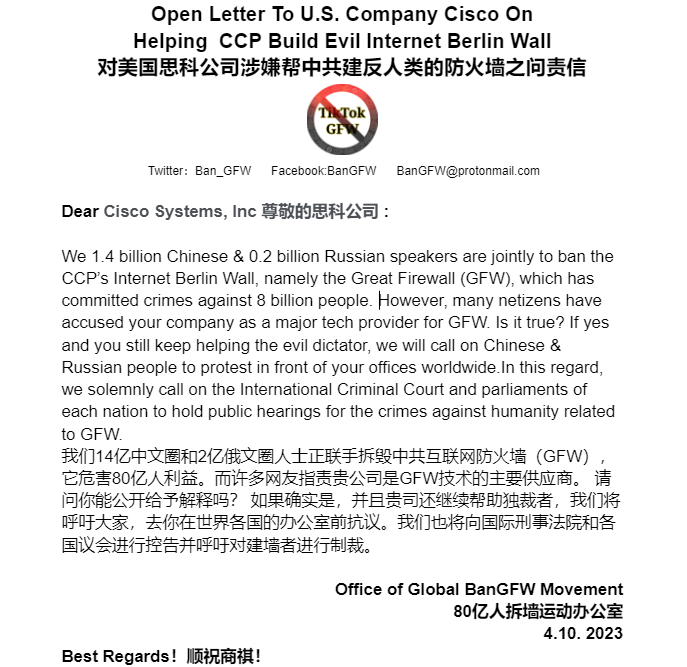 Open Letter To U.S. Company Cisco On
Helping CCP Build Evil Internet Berlin Wall
对美国思科公司涉嫌帮中共建反人类的防火墙之问责信
TikTok
GFW
Twitter：Ban_GFW Facebook:BanGFW BanGFW@protonmail.com
Dear Cisco Systems, Inc 尊敬的思科公司 :
We 1.4 billion Chinese & 0.2 billion Russian speakers are jointly to ban the
CCP’s Internet Berlin Wall, namely the Great Firewall (GFW), which has
committed crimes against 8 billion people. However, many netizens have
accused your company as a major tech provider for GFW. Is it true? If yes
and you still keep helping the evil dictator, we will call on Chinese &
Russian people to protest in front of your offices worldwide.In this regard,
we solemnly call on the International Criminal Court and parliaments of
each nation to hold public hearings for the crimes against humanity related
to GFW.
我们14亿中文圈和2亿俄文圈人士正联手拆毁中共互联网防火墙（GFW），
它危害80亿人利益。而许多网友指责贵公司是GFW技术的主要供应商。 请
问你能公开给予解释吗？ 如果确实是，并且贵司还继续帮助独裁者，我们将
呼吁大家，去你在世界各国的办公室前抗议。我们也将向国际刑事法院和各
国议会进行控告并呼吁对建墙者进行制裁。
Office of Global BanGFW Movement
80亿人拆墙运动办公室
4.10. 2023
Best Regards！顺祝商祺！